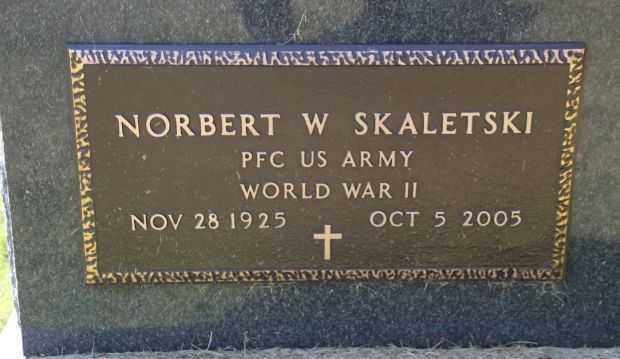 NORBERT W SKALETSKI
PFC US ARMY
WORLD WAR II
NOV 28 1925 OCT 5 2005